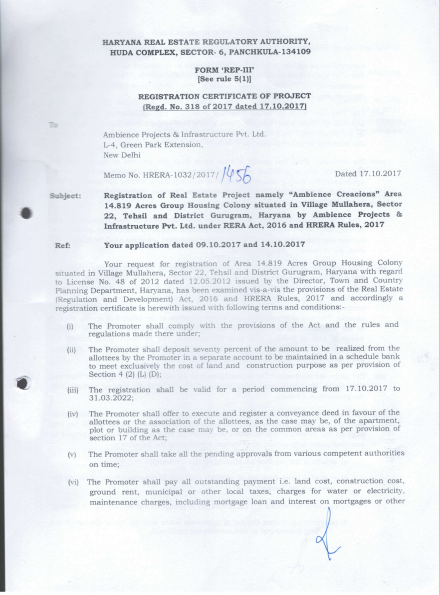 HARYANA REAL ESTATE REGULATORY AUTHORITY,
HUDA COMPLEX, SECTOR- 6, PANCHKULA-134109
FORM 'REP-III'
[See rule 5(1)]
REGISTRATION CERTIFICATE OF PROJECT
(Regd. No. 318 of 2017 dated 17.10.2017)
To
Ambience Projects & Infrastructure Pvt. Ltd.
L-4, Green Park Extension,
New Delhi
Memo No. HRERA-1032/2017/ 1456 Dated 17.10.2017
Subject: Registration of Real Estate Project namely "Ambience Creacions" Area
14.819 Acres Group Housing Colony situated in Village Mullahera, Sector
22, Tehsil and District Gurugram, Haryana by Ambience Projects &
Infrastructure Pvt. Ltd. under RERA Act, 2016 and HRERA Rules, 2017
Ref: Your application dated 09.10.2017 and 14.10.2017
Your request for registration of Area 14.819 Acres Group Housing Colony
situated in Village Mullahera, Sector 22, Tehsil and District Gurugram, Haryana with regard
to License No. 48 of 2012 dated 12.05.2012 issued by the Director, Town and Country
Planning Department, Haryana, has been examined vis-a-vis the provisions of the Real Estate
(Regulation and Development) Act, 2016 and HRERA Rules, 2017 and accordingly a
registration certificate is herewith issued with following terms and conditions:-
(i) The Promoter shall comply with the provisions of the Act and the rules and
regulations made there under;
(ii) The Promoter shall deposit seventy percent of the amount to be realized from the
allottees by the Promoter in a separate account to be maintained in a schedule bank
to meet exclusively the cost of land and construction purpose as per provision of
Section 4 (2) (L) (D);
(iii) The registration shall be valid for a period commencing from 17.10.2017 to
31.03.2022;
(iv) The Promoter shall offer to execute and register a conveyance deed in favour of the
allottees or the association of the allottees, as the case may be, of the apartment,
plot or building as the case may be, or on the common areas as per provision of
section 17 of the Act;
(v) The Promoter shall take all the pending approvals from various competent authorities
on time;
(vi) The Promoter shall pay all outstanding payment i.e. land cost, construction cost,
ground rent, municipal or other local taxes, charges for water or electricity,
maintenance charges, including mortgage loan and interest on mortgages or other